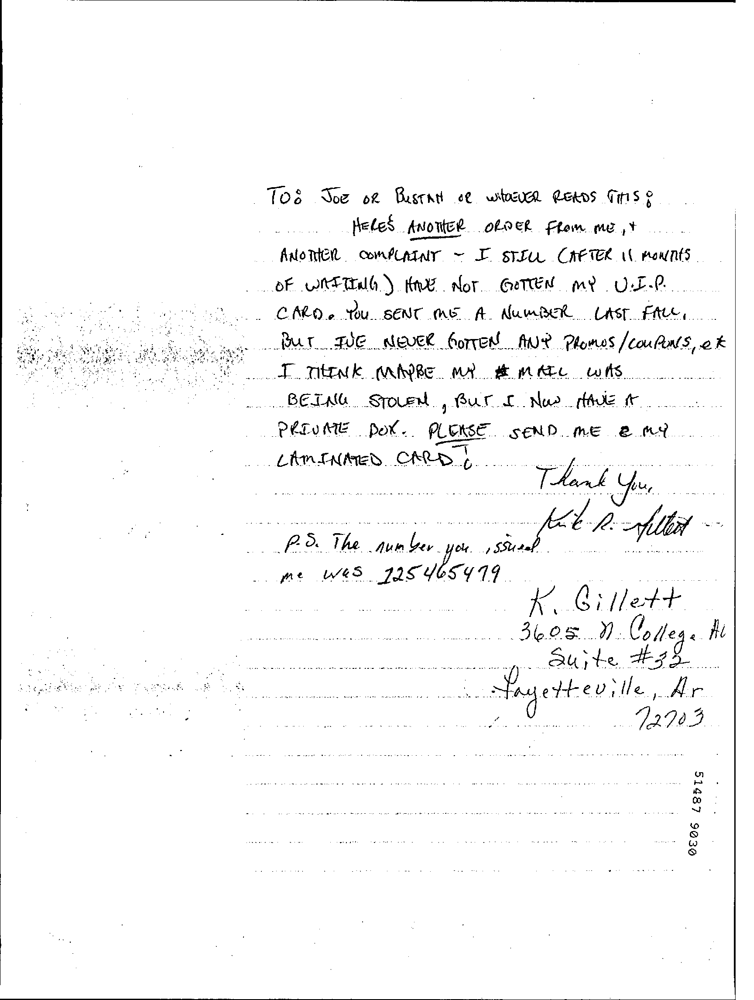 TO: JOE OR BUSTAH OR WHOEVER READS THIS:
HERE'S ANOTHER ORDER FROM ME, +
ANOTHER COMPLAINT - I STILL (AFTER 11 MONTHS
OF WAITING) HAVE NOT GOTTEN MY V.I.P.
CARD. YOU SENT ME A NUMBER LAST FALL,
BUT IVE NEVER GOTTEN ANY PROMOS/COUPONS, etc
I THINK MAYBE MY MAIL WAS
BEING STOLEN, BUT I NOW HAVE A
PRIVATE BOX. PLEASE SEND ME MY
LAMINATED CARD!
Thank You,
Kirk R. Gillett
P.S. The number you issued
me was 225465479
K. Gillett
3605 N. College Av
Suite #32
Fayetteville, Ar
72703
51487 9030